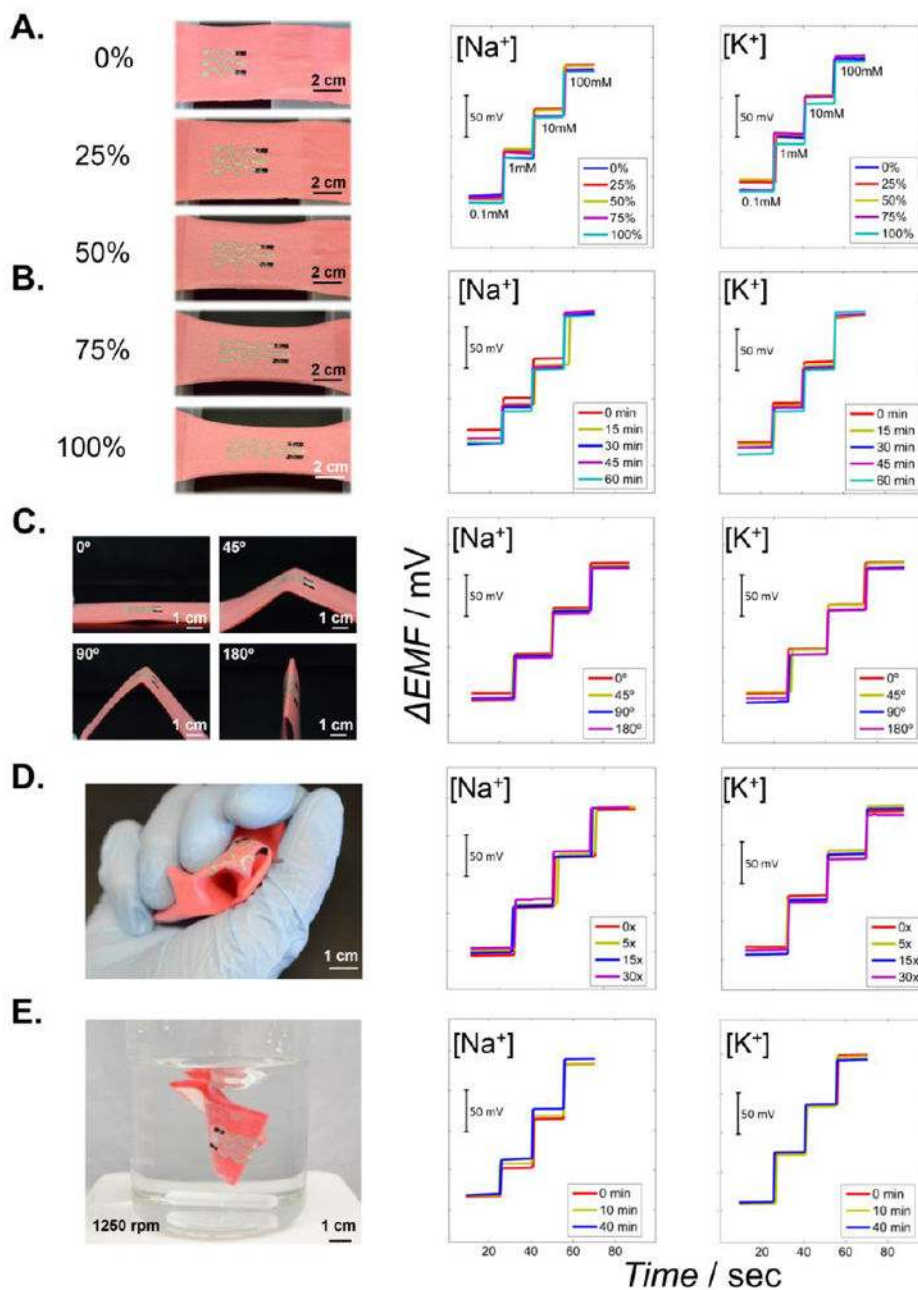 A.
0%
2 cm
25%
2 cm
50%
2 cm
B.
75%
2 cm
100%
2 cm
[Na⁺]
50 mV
0.1mM
1mM
10mM
100mM
0%
25%
50%
75%
100%
[K⁺]
50 mV
0.1mM
1mM
10mM
100mM
0%
25%
50%
75%
100%
[Na⁺]
50 mV
0 min
15 min
30 min
45 min
60 min
[K⁺]
50 mV
0 min
15 min
30 min
45 min
60 min
C.
0º
1 cm
45º
1 cm
90º
1 cm
180º
1 cm
ΔEMF / mV
[Na⁺]
50 mV
0º
45º
90º
180º
[K⁺]
50 mV
0º
45º
90º
180º
D.
1 cm
[Na⁺]
50 mV
0x
5x
15x
30x
[K⁺]
50 mV
0x
5x
15x
30x
E.
1250 rpm
1 cm
[Na⁺]
50 mV
0 min
10 min
40 min
20 40 60 80
[K⁺]
50 mV
0 min
10 min
40 min
20 40 60 80
Time / sec